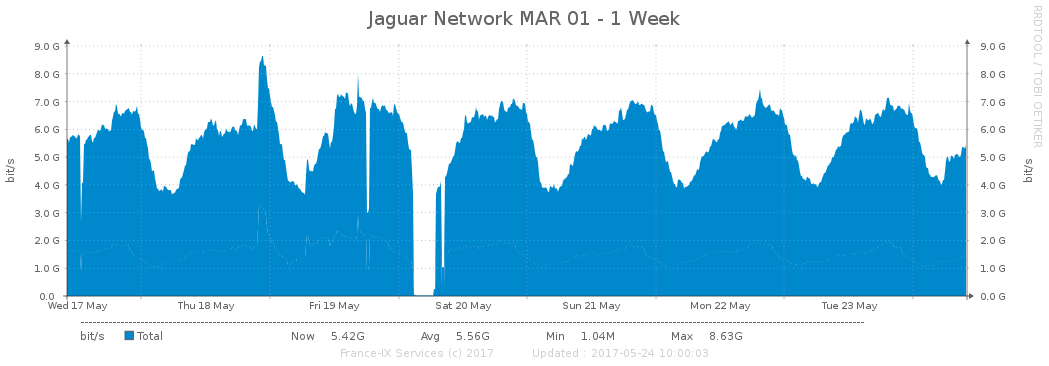 Jaguar Network MAR 01 - 1 Week
RRDTOOL / TOBI OETIKER
9.0 G 9.0 G
8.0 G 8.0 G
7.0 G 7.0 G
6.0 G 6.0 G
5.0 G 5.0 G
4.0 G 4.0 G
3.0 G 3.0 G
2.0 G 2.0 G
1.0 G 1.0 G
0.0 0.0 G
bit/s
bit/s
Wed 17 May Thu 18 May Fri 19 May Sat 20 May Sun 21 May Mon 22 May Tue 23 May
bit/s Total Now 5.42G Avg 5.56G Min 1.04M Max 8.63G
France-IX Services (c) 2017 Updated : 2017-05-24 10:00:03